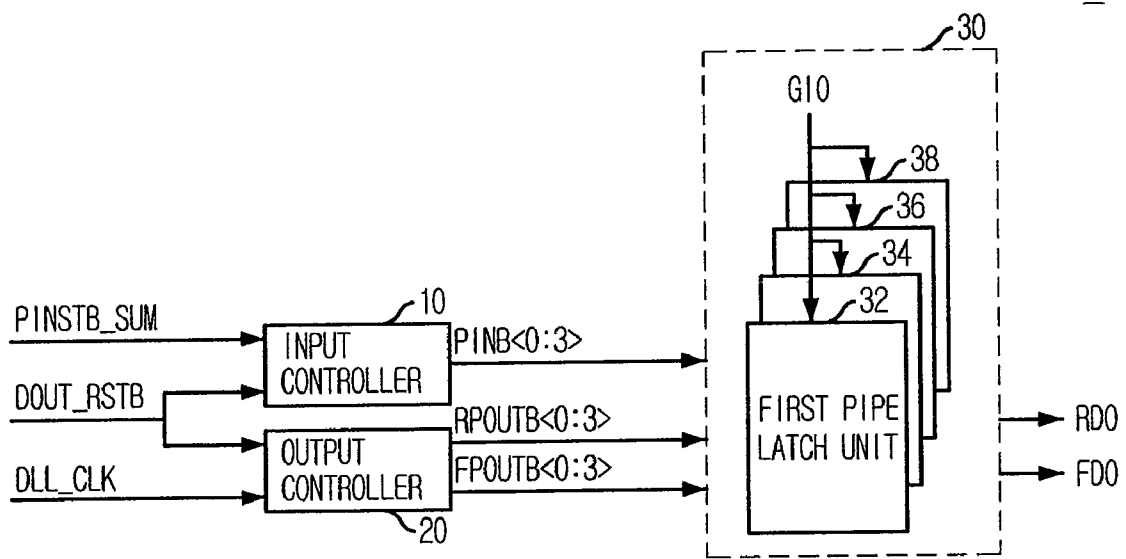 30
GIO
38
36
34
32
PINSTB_SUM
10
INPUT
CONTROLLER
PINB<0:3>
DOUT_RSTB
RPOUTB<0:3>
OUTPUT
CONTROLLER
FPOUTB<0:3>
DLL_CLK
20
FIRST PIPE
LATCH UNIT
RDO
FDO